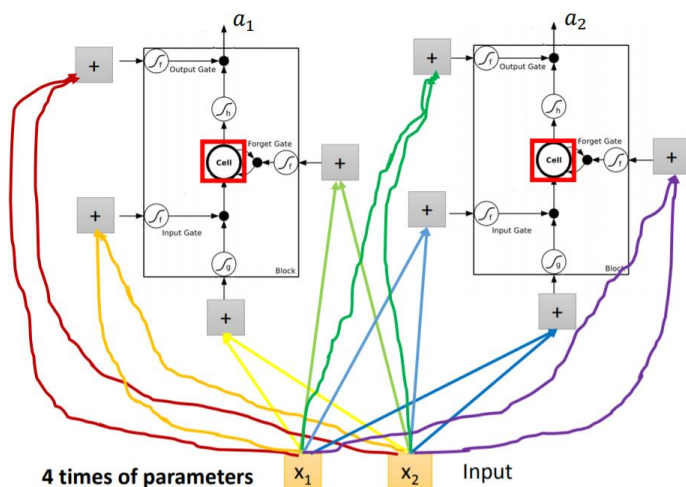 a₁ a₂
+ f Output Gate + f Output Gate
h h
Forget Gate Forget Gate
Cell f + Cell f +
+ f Input Gate + f Input Gate
g g
Block Block
+ +
4 times of parameters x₁ x₂ Input